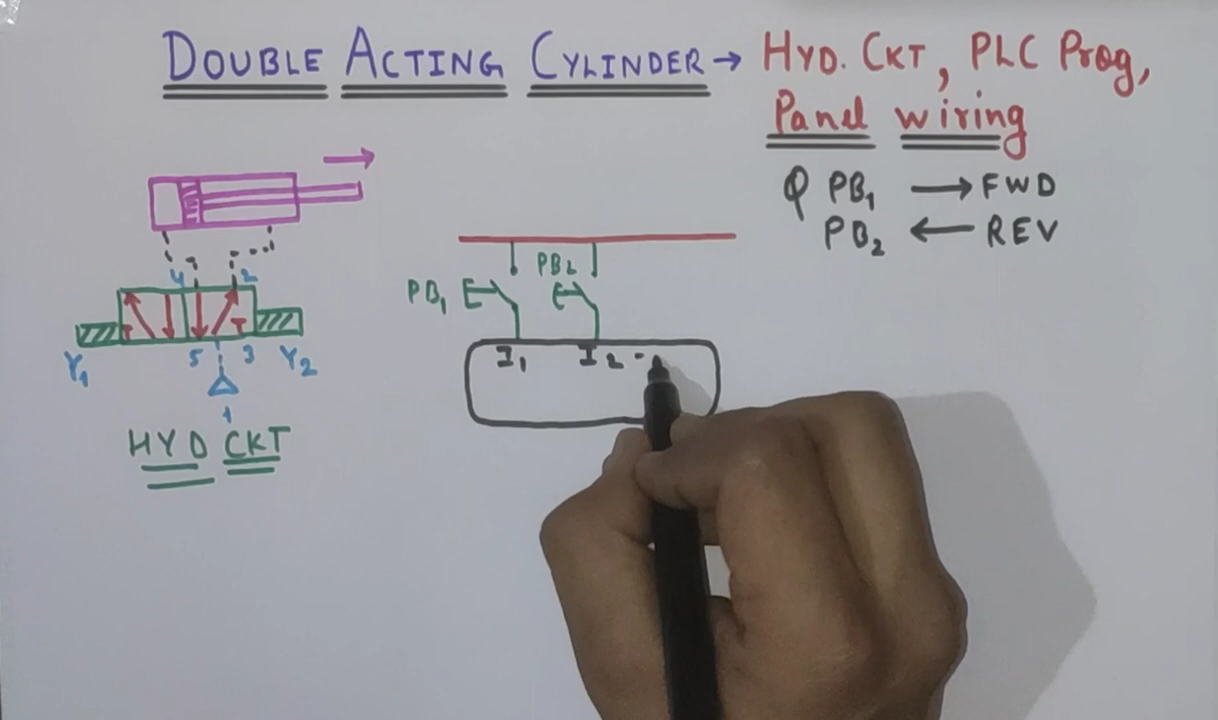 DOUBLE ACTING CYLINDER → HYD. CKT, PLC Prog,
Panel wiring
Q PB1 → FWD
PB2 ← REV
PB2
PB1
4 2
Y1 5 3 Y2
1
I1 I2 -
HYD CKT